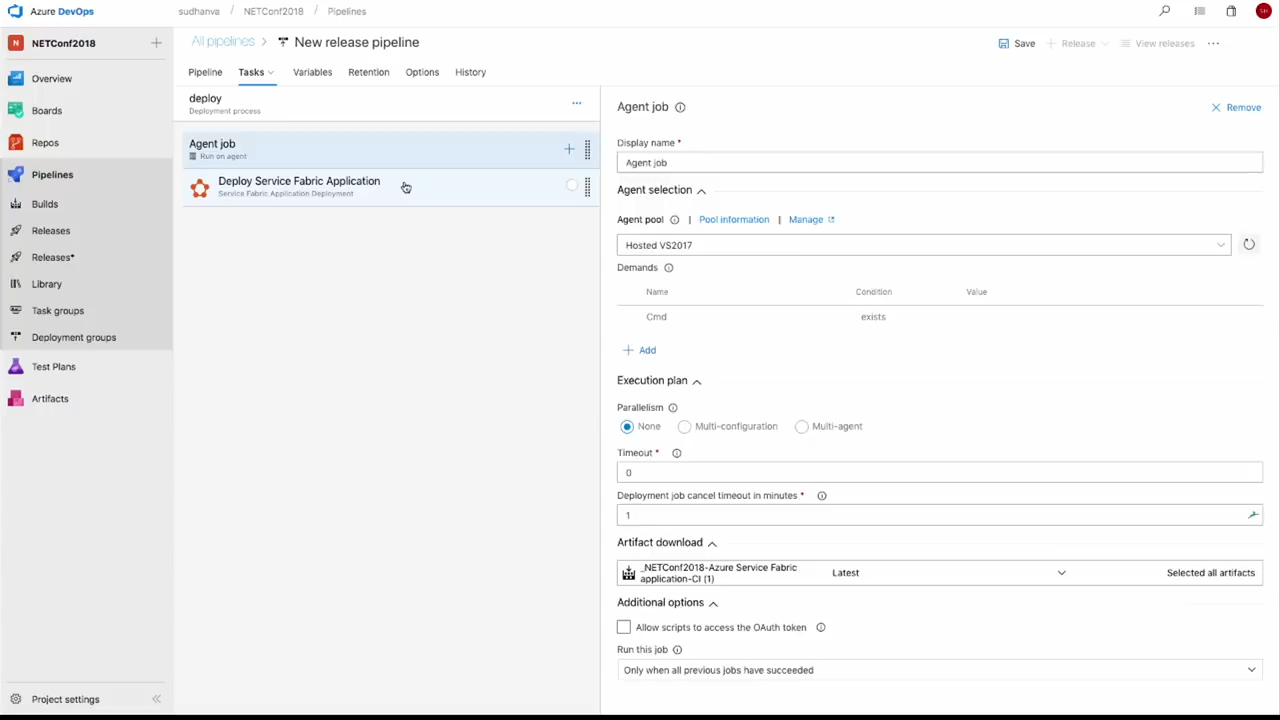 Azure DevOps
sudhanva / NETConf2018 / Pipelines
SH
N NETConf2018
Overview
Boards
Repos
Pipelines
Builds
Releases
Releases*
Library
Task groups
Deployment groups
Test Plans
Artifacts
Project settings
All pipelines > New release pipeline
Save
Release
View releases
Pipeline Tasks Variables Retention Options History
deploy
Deployment process
Agent job
Run on agent
Deploy Service Fabric Application
Service Fabric Application Deployment
Agent job
Remove
Display name *
Agent job
Agent selection
Agent pool | Pool information | Manage
Hosted VS2017
Demands
Name Condition Value
Cmd exists
Add
Execution plan
Parallelism
None Multi-configuration Multi-agent
Timeout *
0
Deployment job cancel timeout in minutes *
1
Artifact download
_NETConf2018-Azure Service Fabric
application-CI (1)
Latest
Selected all artifacts
Additional options
Allow scripts to access the OAuth token
Run this job
Only when all previous jobs have succeeded